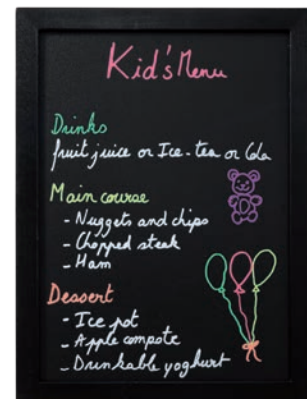 Kid's Menu
Drinks
fruit juice or Ice-tea or Cola
Main course
- Nuggets and chips
- Chopped steak
- Ham
Dessert
- Ice pot
- Apple compote
- Drinkable yoghurt